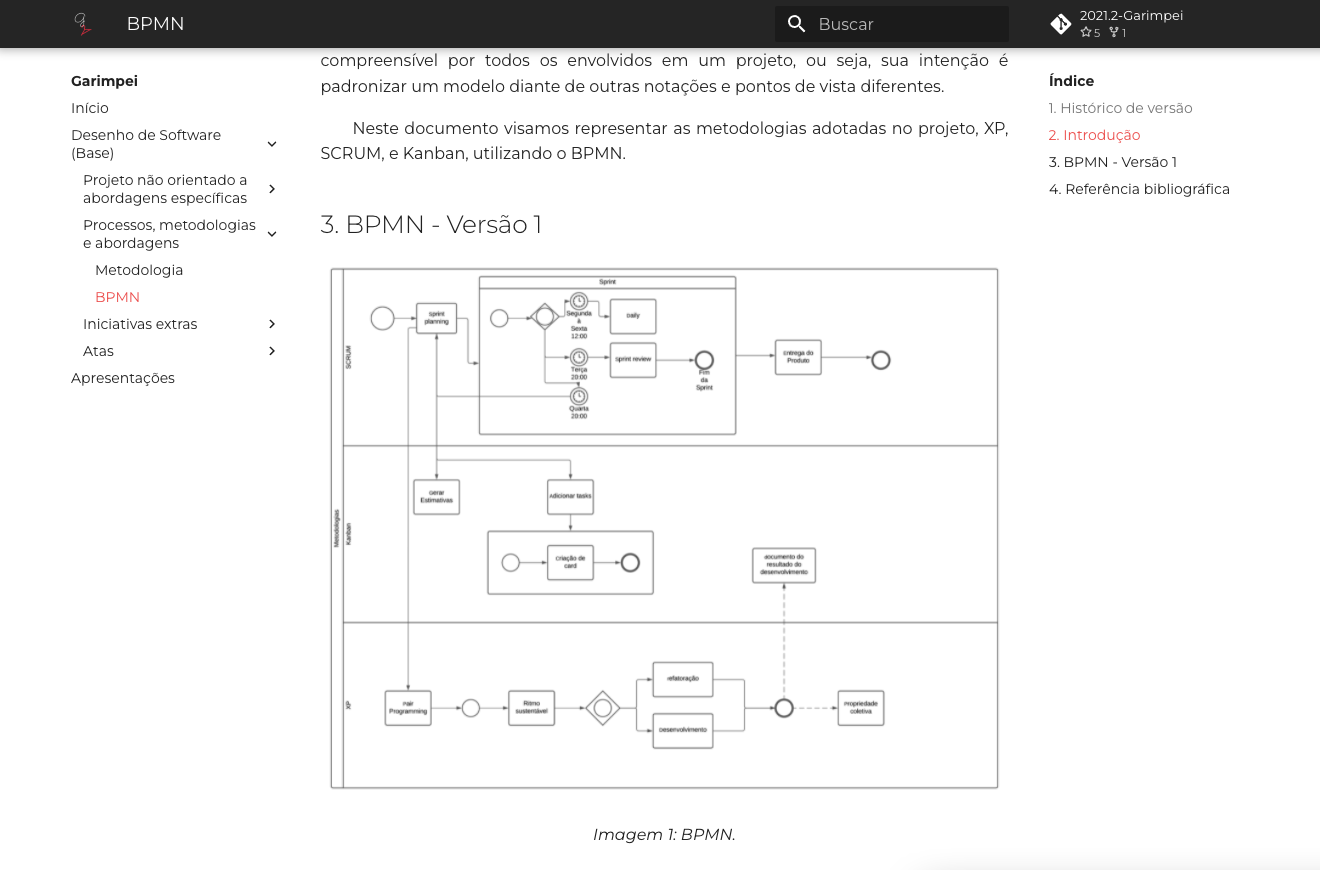 BPMN
Buscar
2021.2-Garimpei
5 1
Garimpei
Início
Desenho de Software
(Base)
Projeto não orientado a
abordagens específicas
Processos, metodologias
e abordagens
Metodologia
BPMN
Iniciativas extras
Atas
Apresentações
compreensível por todos os envolvidos em um projeto, ou seja, sua intenção é
padronizar um modelo diante de outras notações e pontos de vista diferentes.
Neste documento visamos representar as metodologias adotadas no projeto, XP,
SCRUM, e Kanban, utilizando o BPMN.
3. BPMN - Versão 1
Metodologias
SCRUM
sprint
planning
Sprint
Segunda
à
Sexta
12:00
Daily
Terça
20:00
sprint review
Fim
da
Sprint
Quarta
20:00
Entrega do
Produto
Kanban
Gerar
Estimativas
Adicionar tasks
Criação de
card
documento do
resultado do
desenvolvimento
XP
Pair
Programming
Ritmo
sustentável
refatoração
Desenvolvimento
Propriedade
coletiva
Imagem 1: BPMN.
Índice
1. Histórico de versão
2. Introdução
3. BPMN - Versão 1
4. Referência bibliográfica